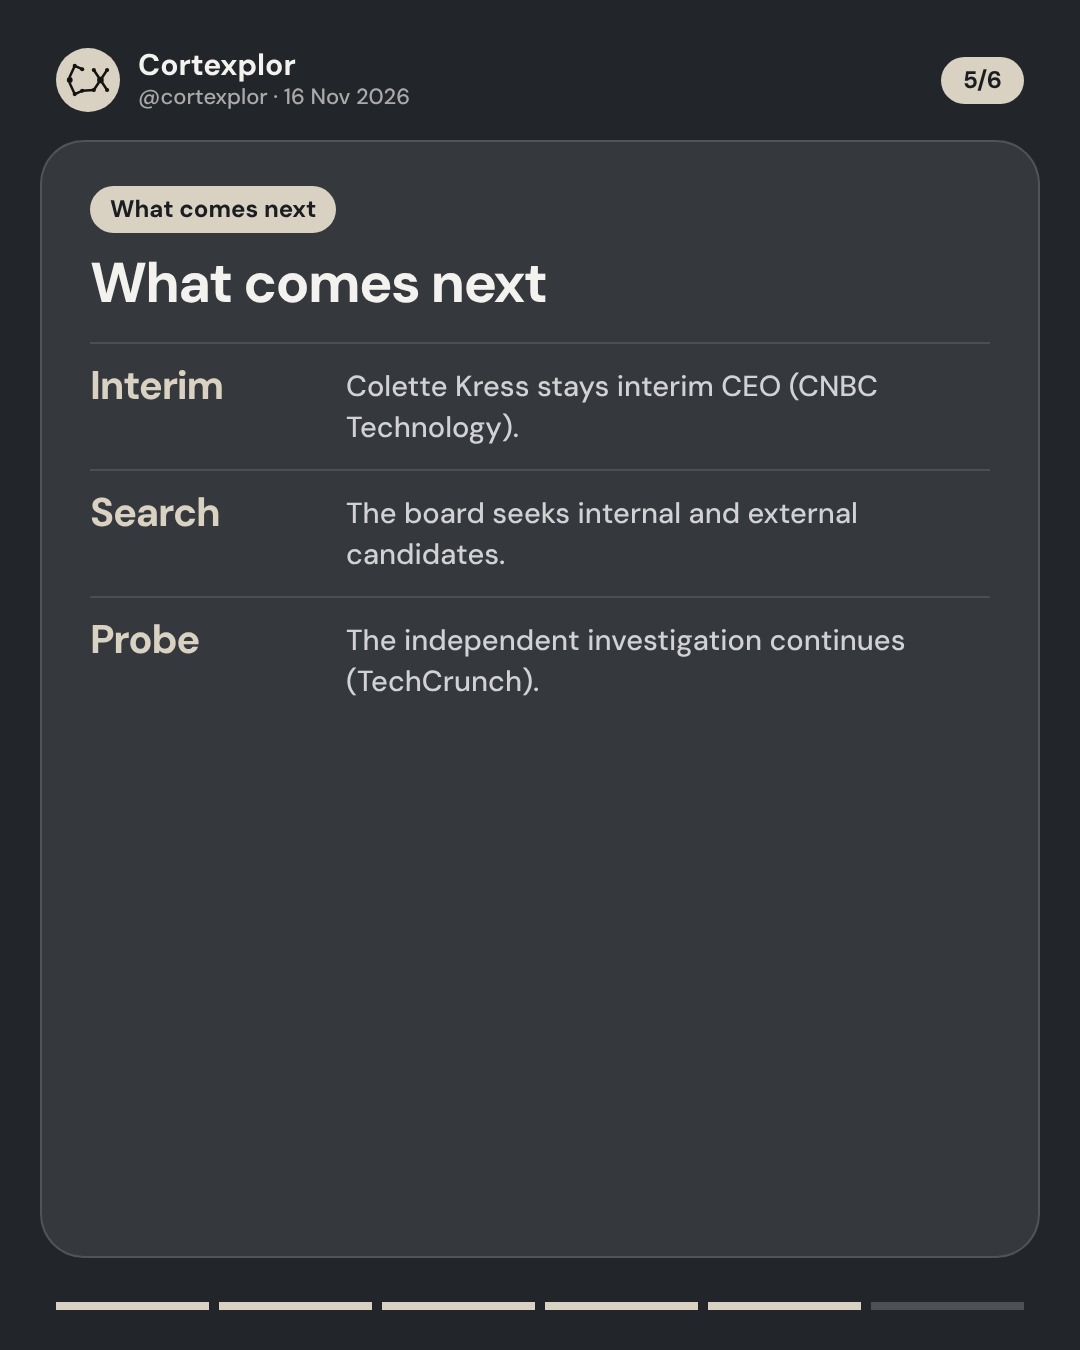 Cortexplor
@cortexplor · 16 Nov 2026
5/6
What comes next
What comes next
Interim
Colette Kress stays interim CEO (CNBC
Technology).
Search
The board seeks internal and external
candidates.
Probe
The independent investigation continues
(TechCrunch).